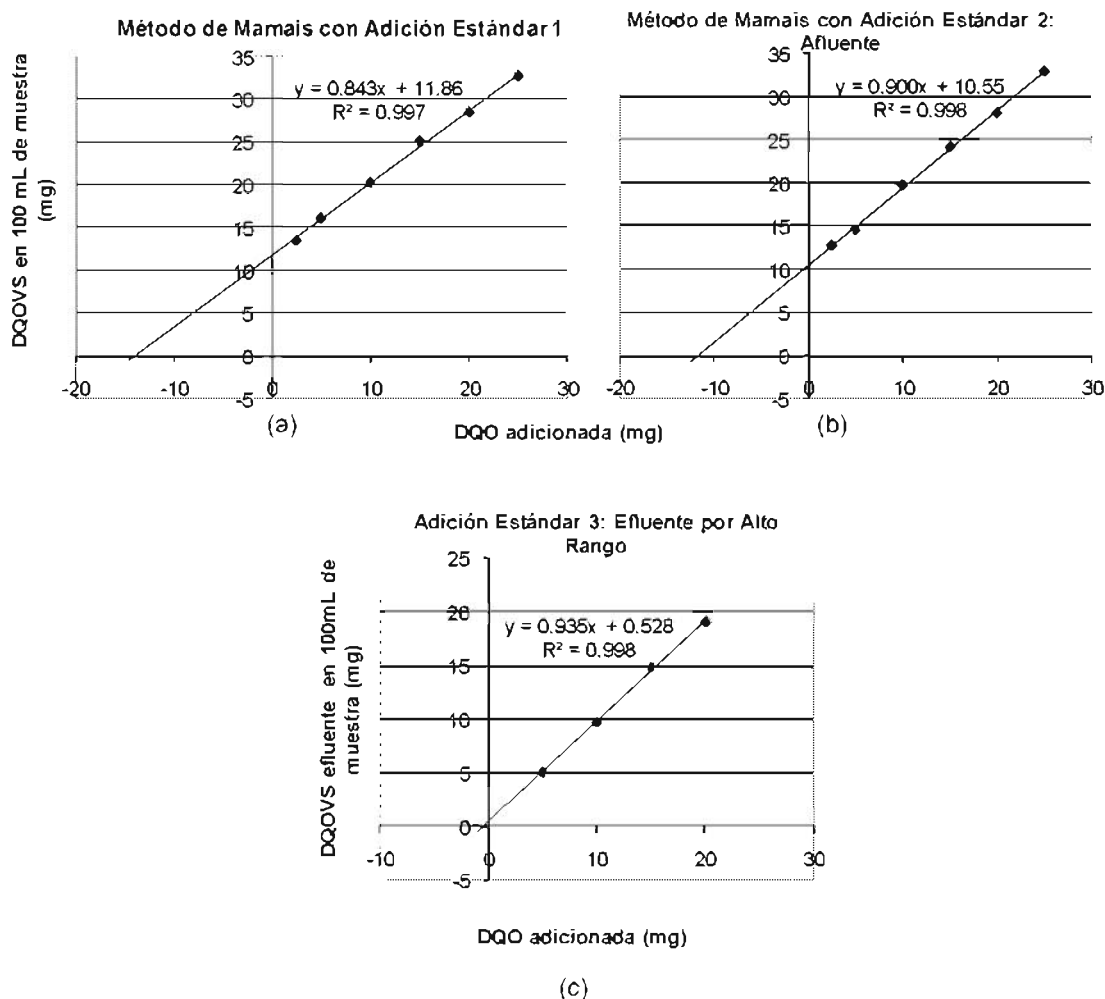 Método de Mamais con Adición Estándar 1
DQOVS en 100 mL de muestra
(mg)
35
30
25
20
15
10
5
0
-5
y = 0.843x + 11.86
R² = 0.997
-20
-10
0
10
20
30
(a)
Método de Mamais con Adición Estándar 2:
Afluente
35
30
25
20
15
10
5
0
-5
y = 0.900x + 10.55
R² = 0.998
-20
-10
0
10
20
30
(b)
DQO adicionada (mg)
Adición Estándar 3: Efluente por Alto
Rango
DQOVS efluente en 100mL de
muestra (mg)
25
20
15
10
5
0
-5
y = 0.935x + 0.528
R² = 0.998
-10
0
10
20
30
DQO adicionada (mg)
(c)